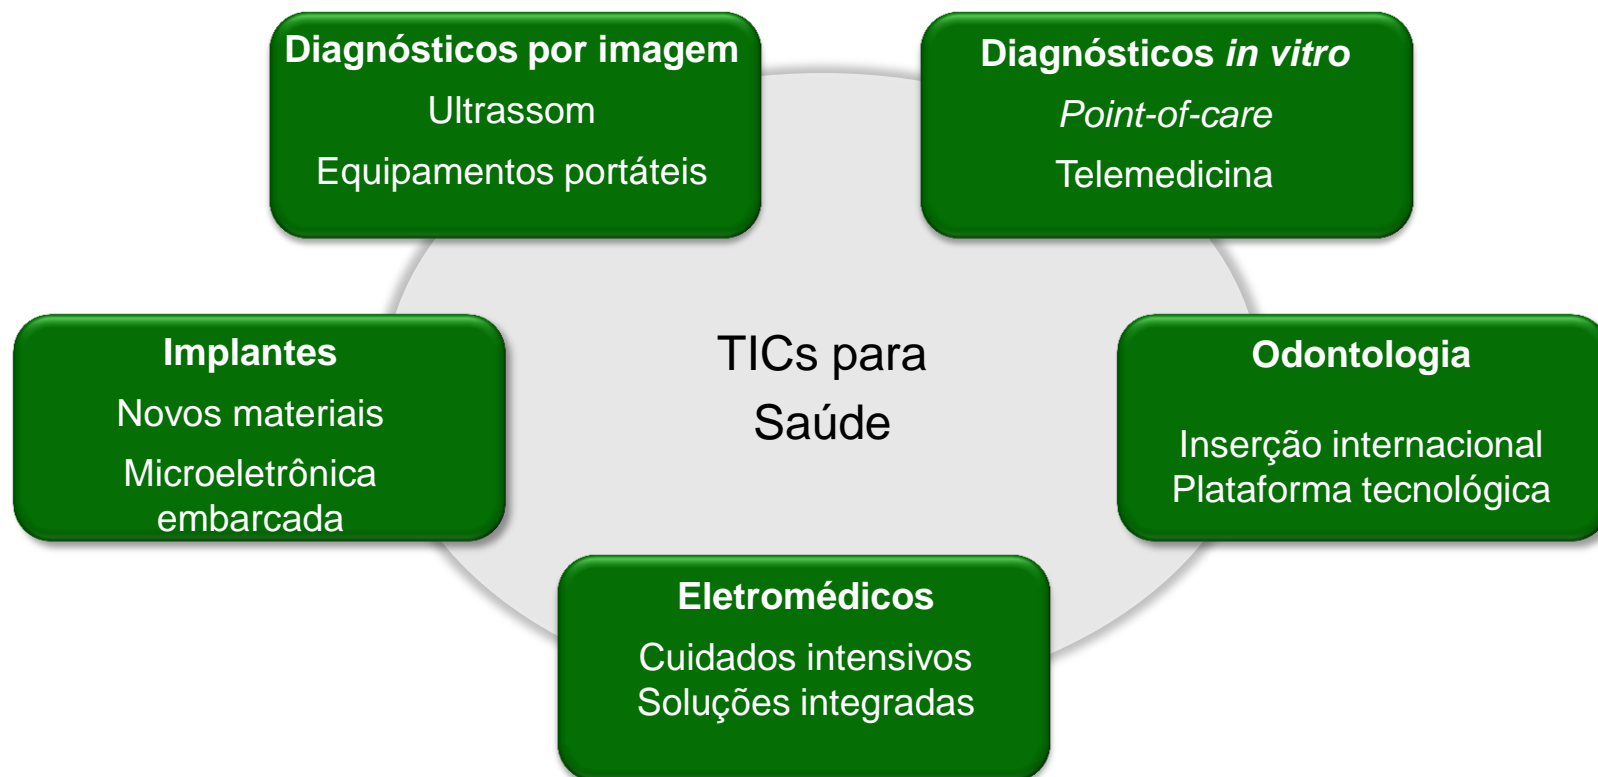 Diagnósticos por imagem
Ultrassom
Equipamentos portáteis
Diagnósticos in vitro
Point-of-care
Telemedicina
Implantes
Novos materiais
Microeletrônica
embarcada
TICs para
Saúde
Odontologia
Inserção internacional
Plataforma tecnológica
Eletromédicos
Cuidados intensivos
Soluções integradas